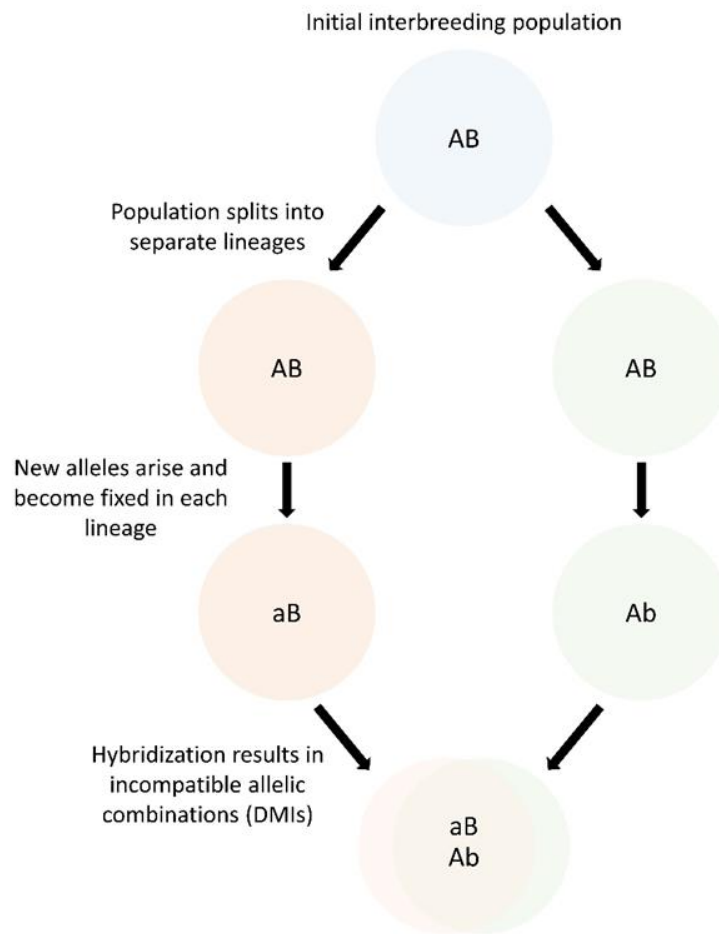 Initial interbreeding population
AB
Population splits into
separate lineages
AB
AB
New alleles arise and
become fixed in each
lineage
aB
Ab
Hybridization results in
incompatible allelic
combinations (DMIs)
aB
Ab